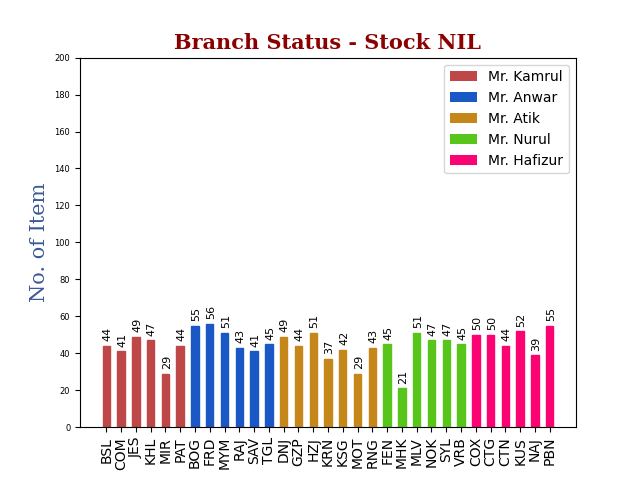 Branch Status - Stock NIL
No. of Item
200
180
160
140
120
100
80
60
40
20
0
Mr. Kamrul
Mr. Anwar
Mr. Atik
Mr. Nurul
Mr. Hafizur
44 41 49 47 29 44 55 56 51 43 41 45 49 44 51 37 42 29 43 45 21 51 47 47 45 50 50 44 52 39 55
BSL COM JES KHL MIR PAT BOG FRD MYM RAJ SAV TGL DNJ GZP HZJ KRN KSG MOT RNG FEN MHK MLV NOK SYL VRB COX CTG CTN KUS NAJ PBN